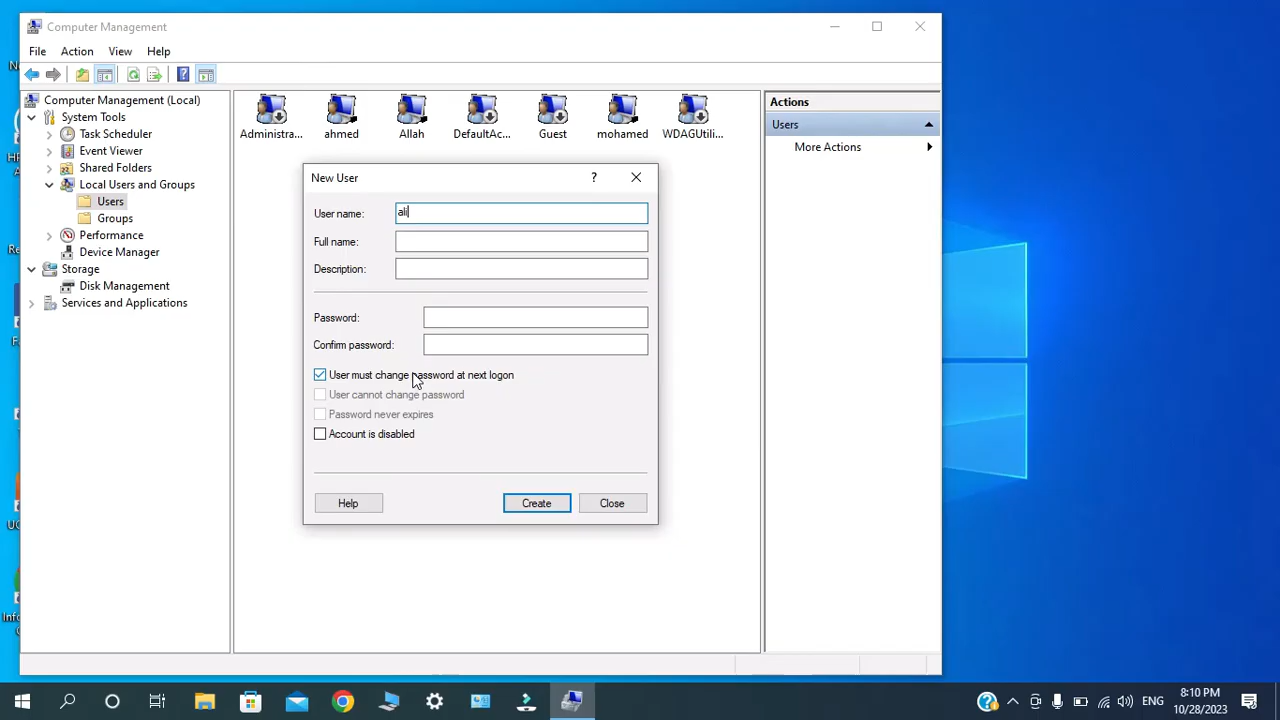 Computer Management
File Action View Help
Computer Management (Local)
System Tools
Task Scheduler
Event Viewer
Shared Folders
Local Users and Groups
Users
Groups
Performance
Device Manager
Storage
Disk Management
Services and Applications
Administra... ahmed Allah DefaultAc... Guest mohamed WDAGUtili...
New User
User name: ali
Full name:
Description:
Password:
Confirm password:
User must change password at next logon
User cannot change password
Password never expires
Account is disabled
Help Create Close
Actions
Users
More Actions
ENG
8:10 PM
10/28/2023